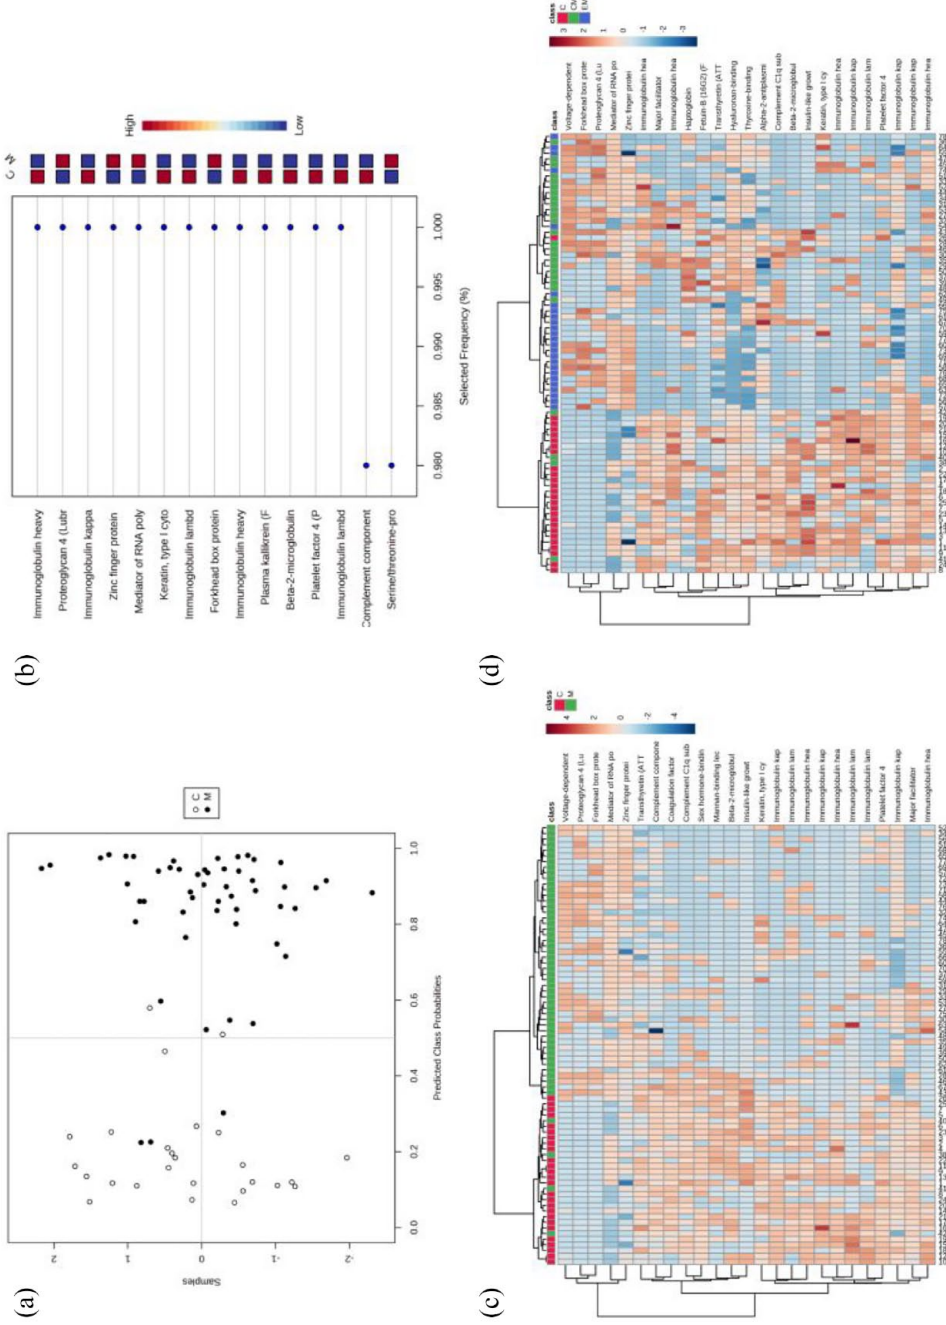 (a)
2
1
0
-1
-2
Samples
0.0
0.2
0.4
0.6
0.8
1.0
Predicted Class Probabilities
C
M
(b)
Immunoglobulin heavy
Proteoglycan 4 (Lubr
Immunoglobulin kappa
Zinc finger protein
Mediator of RNA poly
Keratin, type I cyto
Immunoglobulin lambd
Forkhead box protein
Immunoglobulin heavy
Plasma kallikrein (F
Beta-2-microglobulin
Platelet factor 4 (P
Immunoglobulin lambd
Complement component
Serine/threonine-pro
0.980
0.985
0.990
0.995
1.000
Selected Frequency (%)
C M
High
Low
(c)
class
Voltage-dependent
Proteoglycan 4 (Lu
Forkhead box prote
Mediator of RNA po
Zinc finger protei
Transthyretin (ATT
Complement compone
Coagulation factor
Complement C1q sub
Sex hormone-bindin
Mannan-binding lec
Beta-2-microglobul
Insulin-like growt
Keratin, type I cy
Immunoglobulin kap
Immunoglobulin lam
Immunoglobulin hea
Immunoglobulin kap
Immunoglobulin lam
Immunoglobulin lam
Platelet factor 4
Immunoglobulin kap
Major facilitator
Immunoglobulin hea
class
C
M
4
2
0
-2
-4
(d)
class
Voltage-dependent
Forkhead box prote
Proteoglycan 4 (Lu
Mediator of RNA po
Zinc finger protei
Immunoglobulin hea
Major facilitator
Immunoglobulin hea
Haptoglobin
Fetuin-B (16G2) (F
Transthyretin (ATT
Hyaluronan-binding
Thyroxine-binding
Alpha-2-antiplasmi
Complement C1q sub
Beta-2-microglobul
Insulin-like growt
Keratin, type I cy
Immunoglobulin hea
Immunoglobulin kap
Immunoglobulin lam
Platelet factor 4
Immunoglobulin kap
Immunoglobulin kap
Immunoglobulin hea
class
C
CM
EM
3
2
1
0
-1
-2
-3